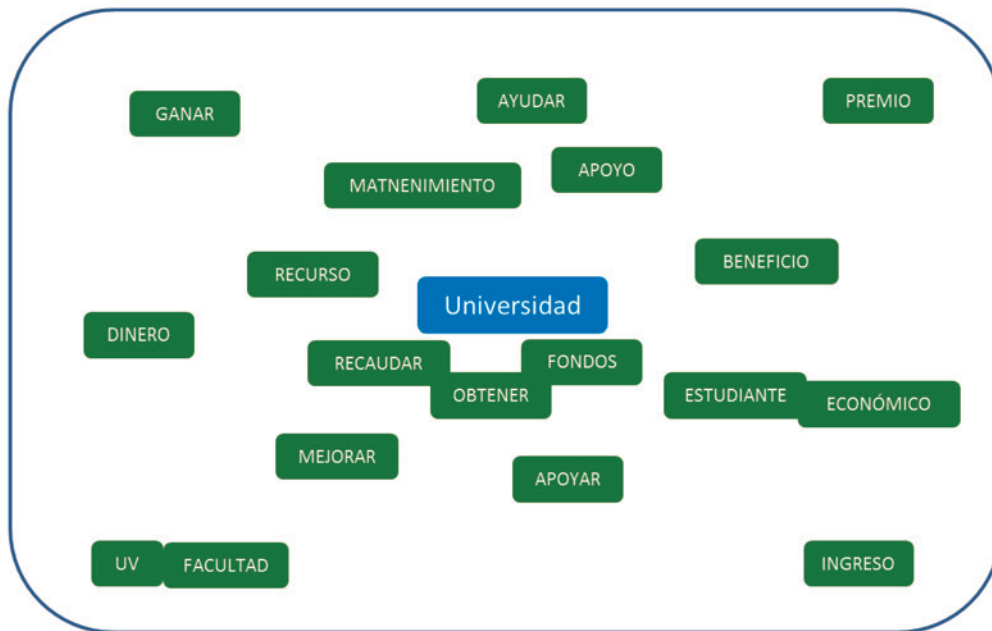 AYUDAR
PREMIO
GANAR
APOYO
MATNENIMIENTO
BENEFICIO
RECURSO
Universidad
DINERO
FONDOS
RECAUDAR
OBTENER
ESTUDIANTE
ECONÓMICO
MEJORAR
APOYAR
UV
FACULTAD
INGRESO